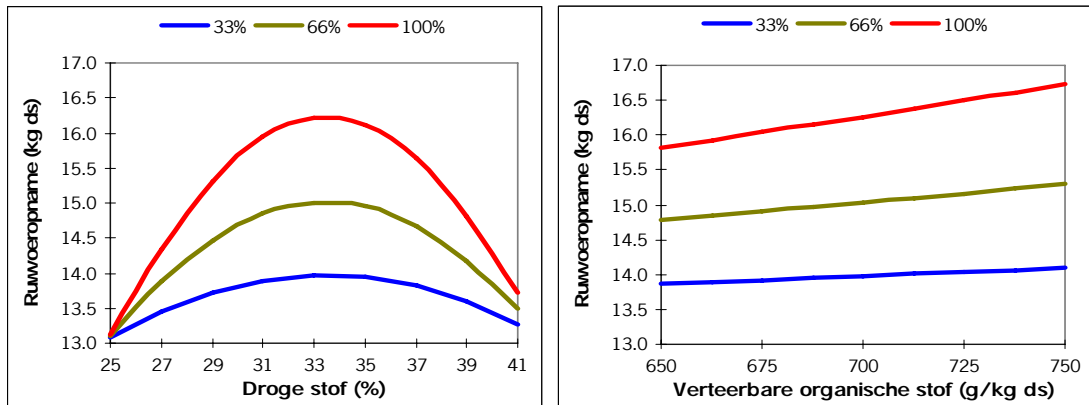 33% 66% 100%
17.0
16.5
16.0
15.5
15.0
14.5
14.0
13.5
13.0
Ruwvoeropname (kg ds)
25 27 29 31 33 35 37 39 41
Droge stof (%)
33% 66% 100%
17.0
16.5
16.0
15.5
15.0
14.5
14.0
13.5
13.0
Ruwvoeropname (kg ds)
650 675 700 725 750
Verteerbare organische stof (g/kg ds)